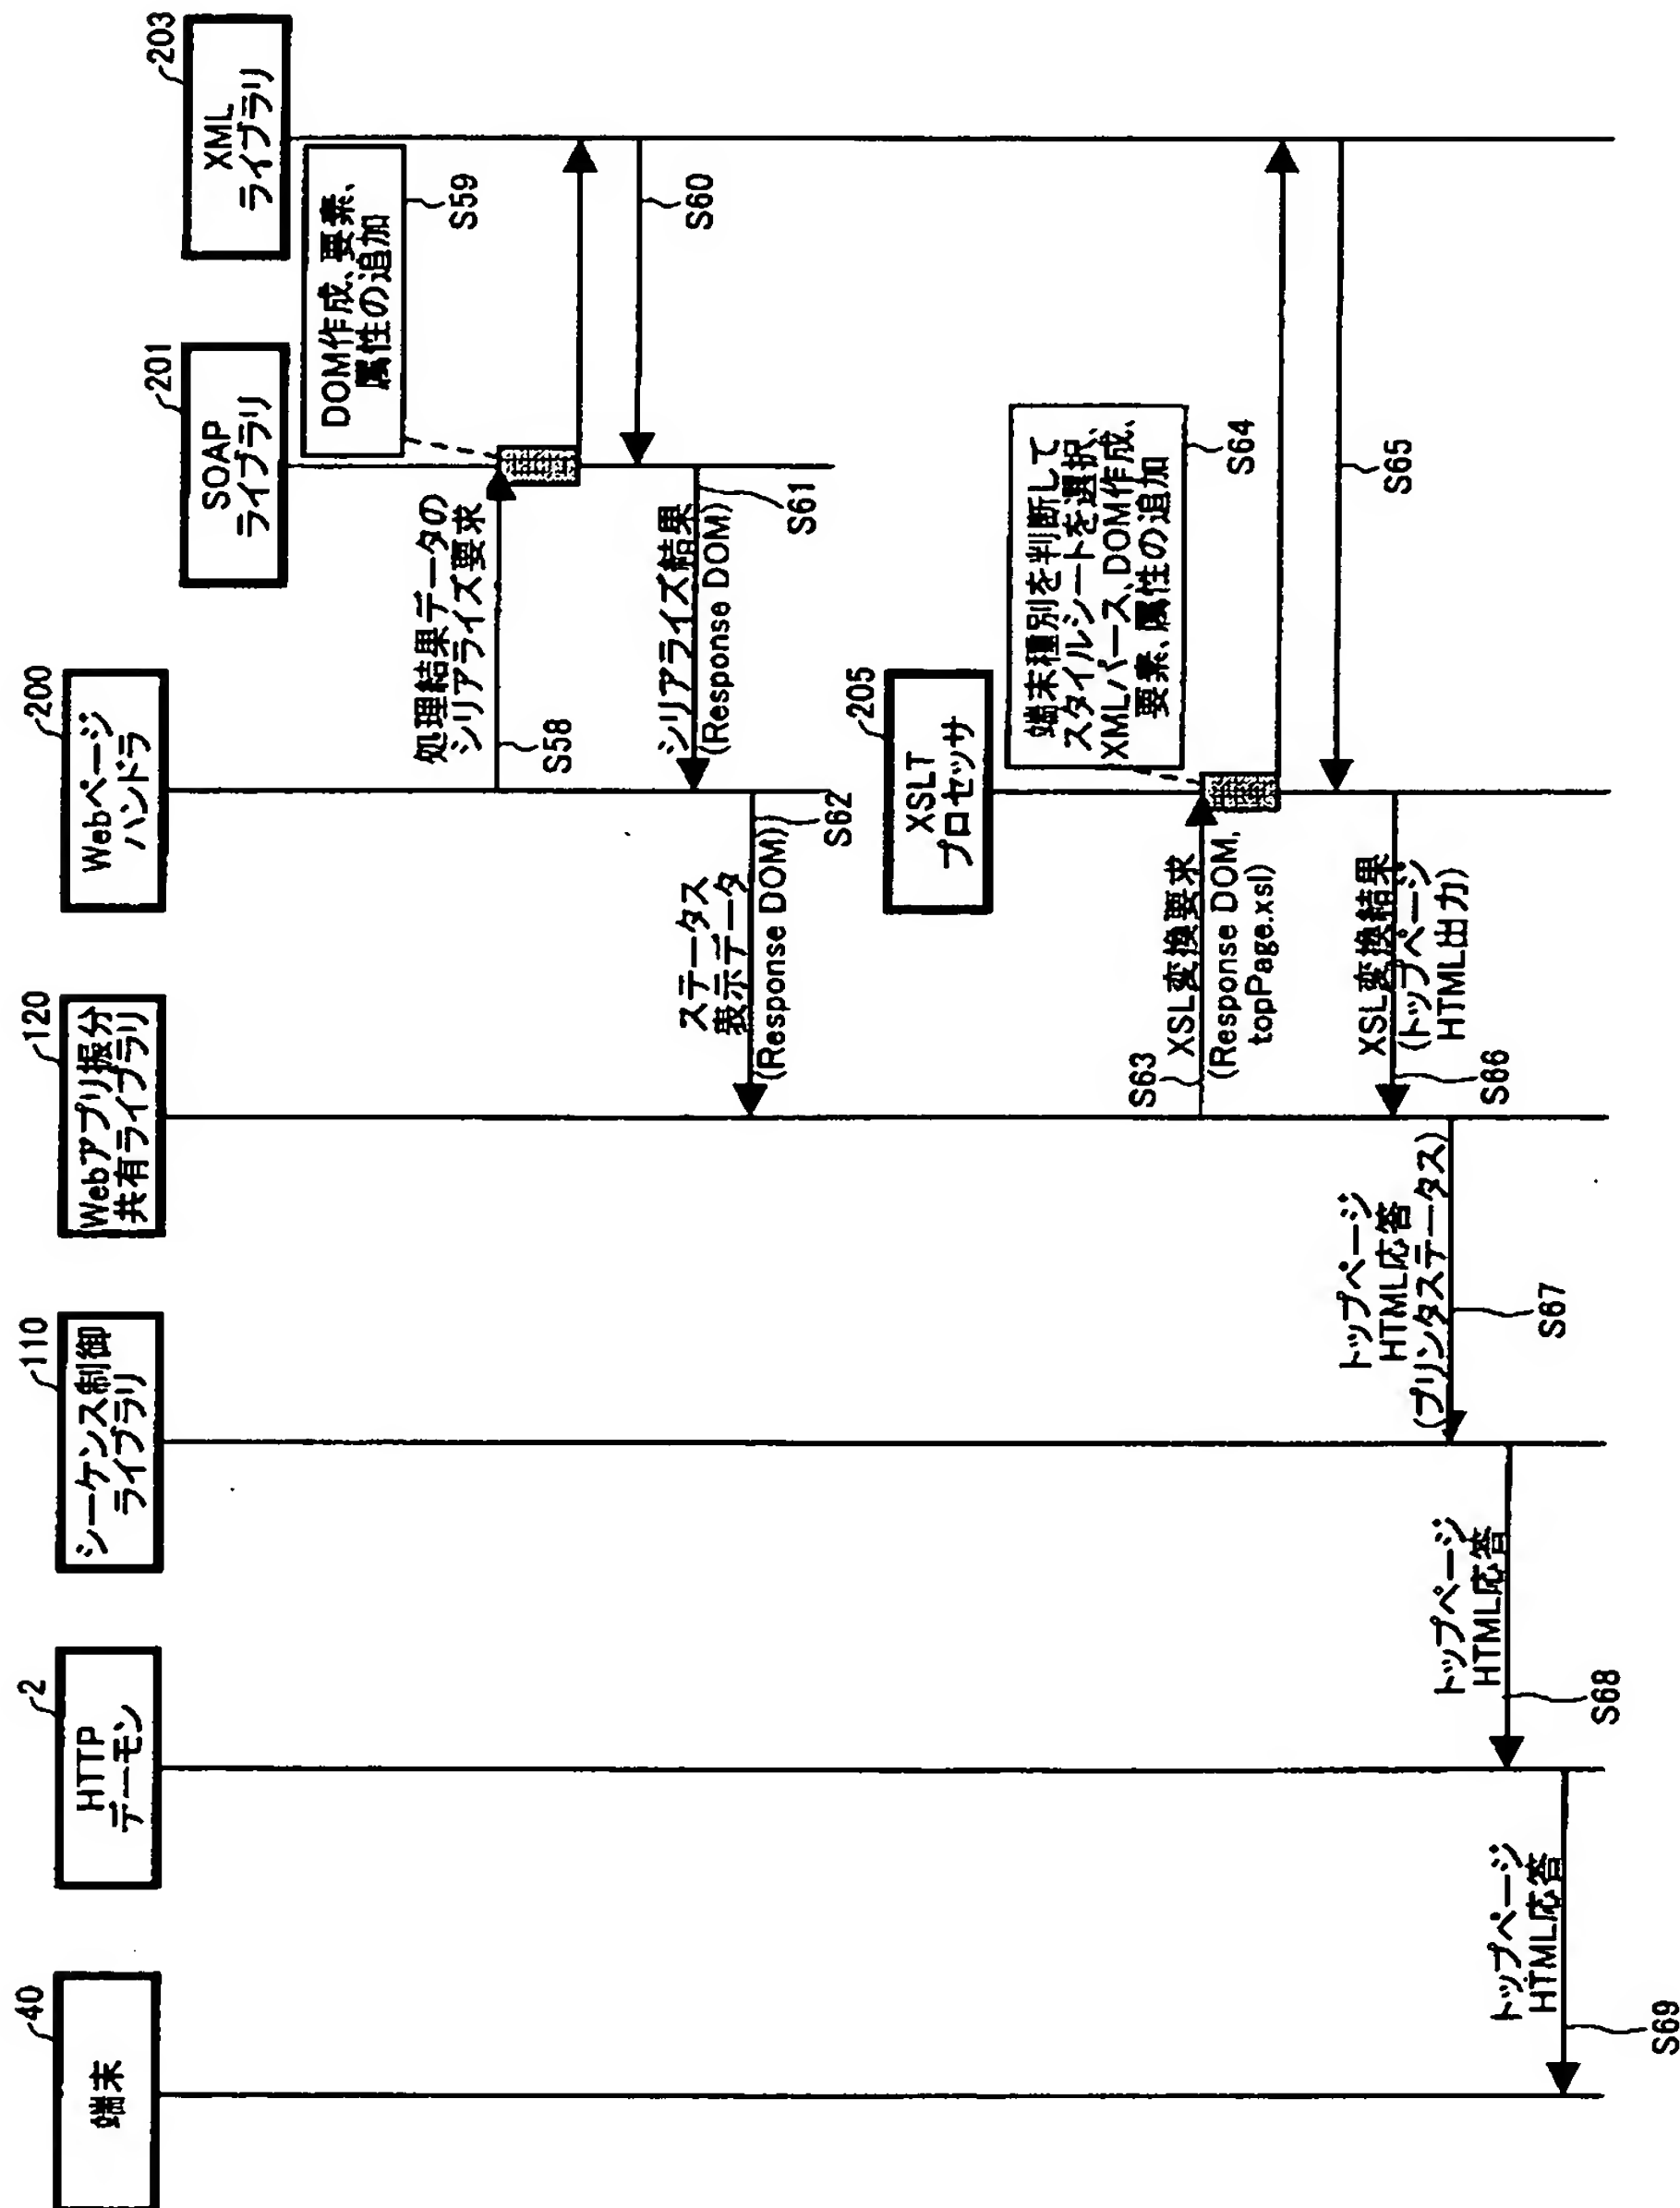 40
端末
2
HTTP
デーモン
110
シーケンス制御
ライブラリ
120
Webアプリ振分
共有ライブラリ
200
Webページ
ハンドラ
201
SOAP
ライブラリ
203
XML
ライブラリ
処理結果データの
シリアライズ要求
S58
DOM作成、要素、
属性の追加
S59
S60
シリアライズ結果
(Response DOM)
S61
ステータス
表示データ
(Response DOM)
S62
205
XSLT
プロセッサ
S63
XSL変換要求
(Response DOM,
topPage.xsl)
端末種別を判断して
スタイルシートを選択、
XMLパース、DOM作成、
要素、属性の追加
S64
S65
XSL変換結果
(トップページ
HTML出力)
S66
トップページ
HTML応答
(プリンタステータス)
S67
トップページ
HTML応答
S68
トップページ
HTML応答
S69